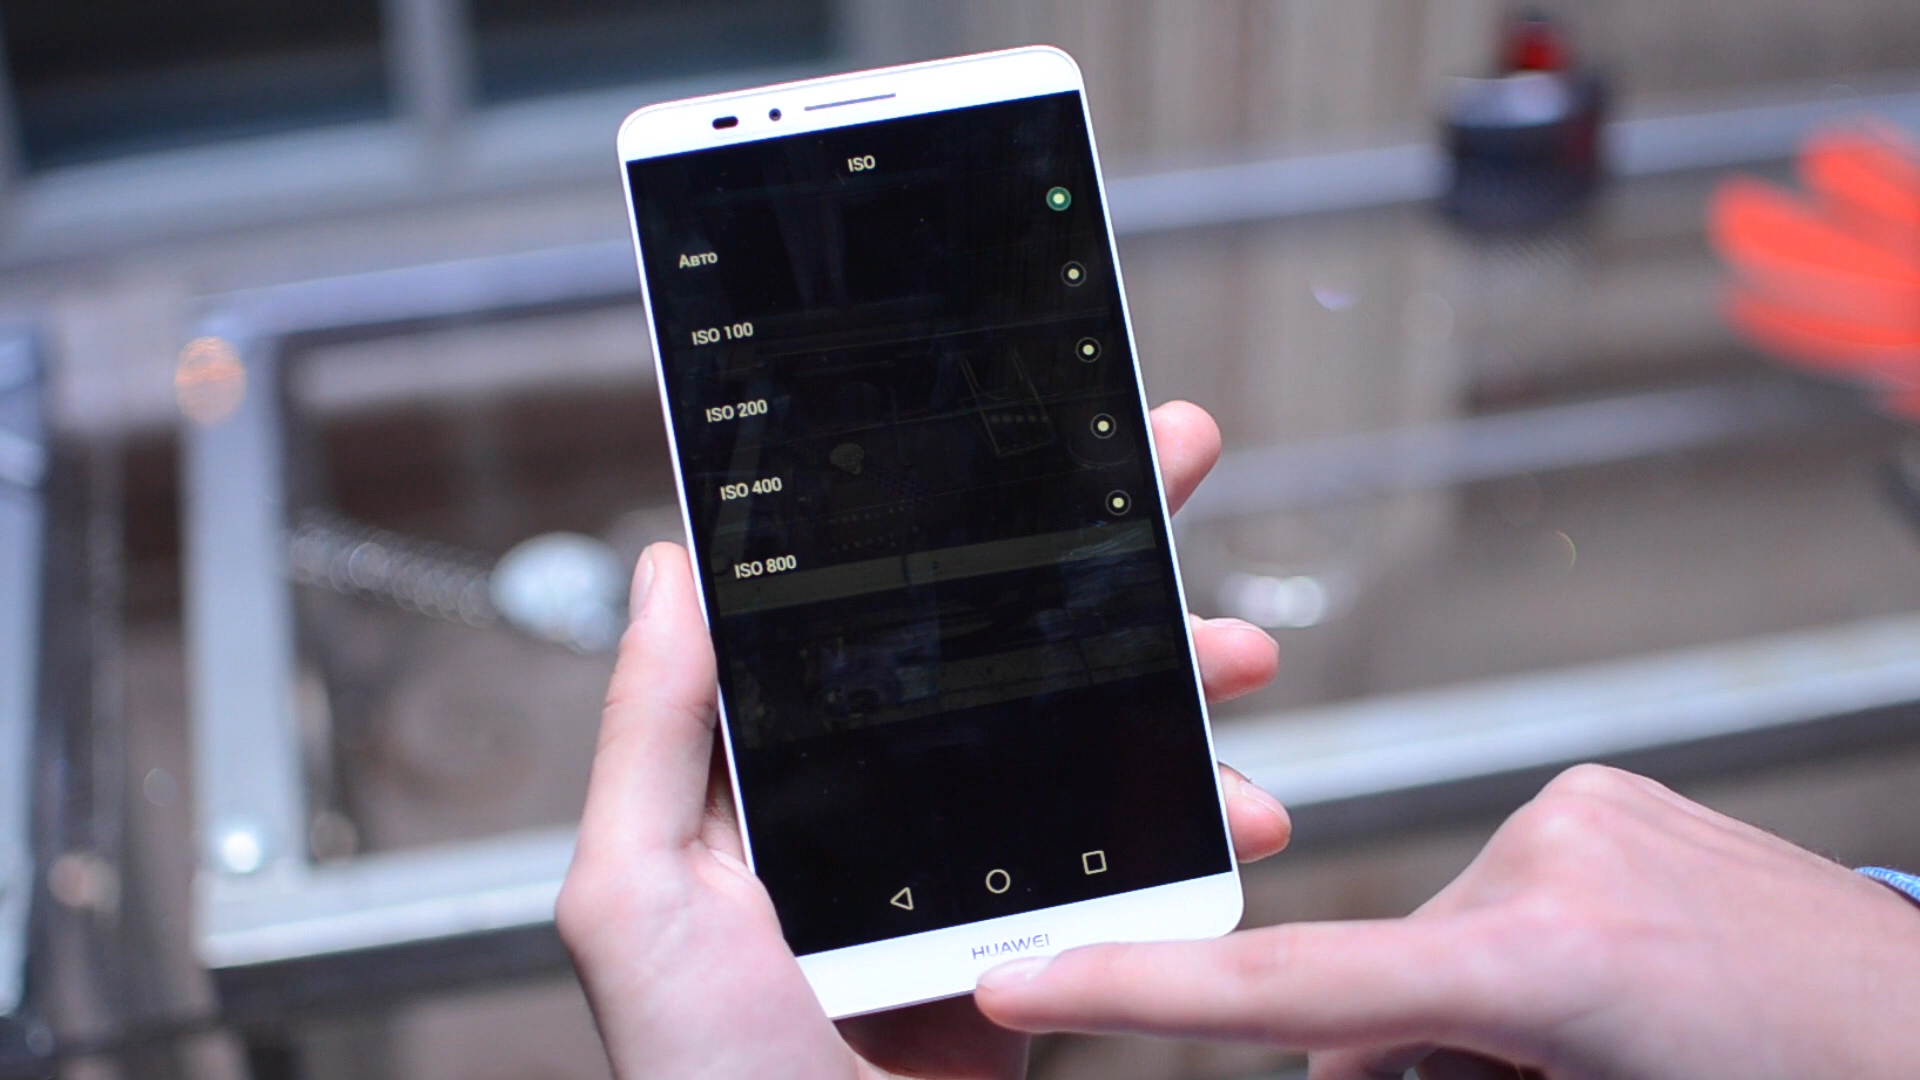 ISO
Авто
ISO 100
ISO 200
ISO 400
ISO 800
HUAWEI